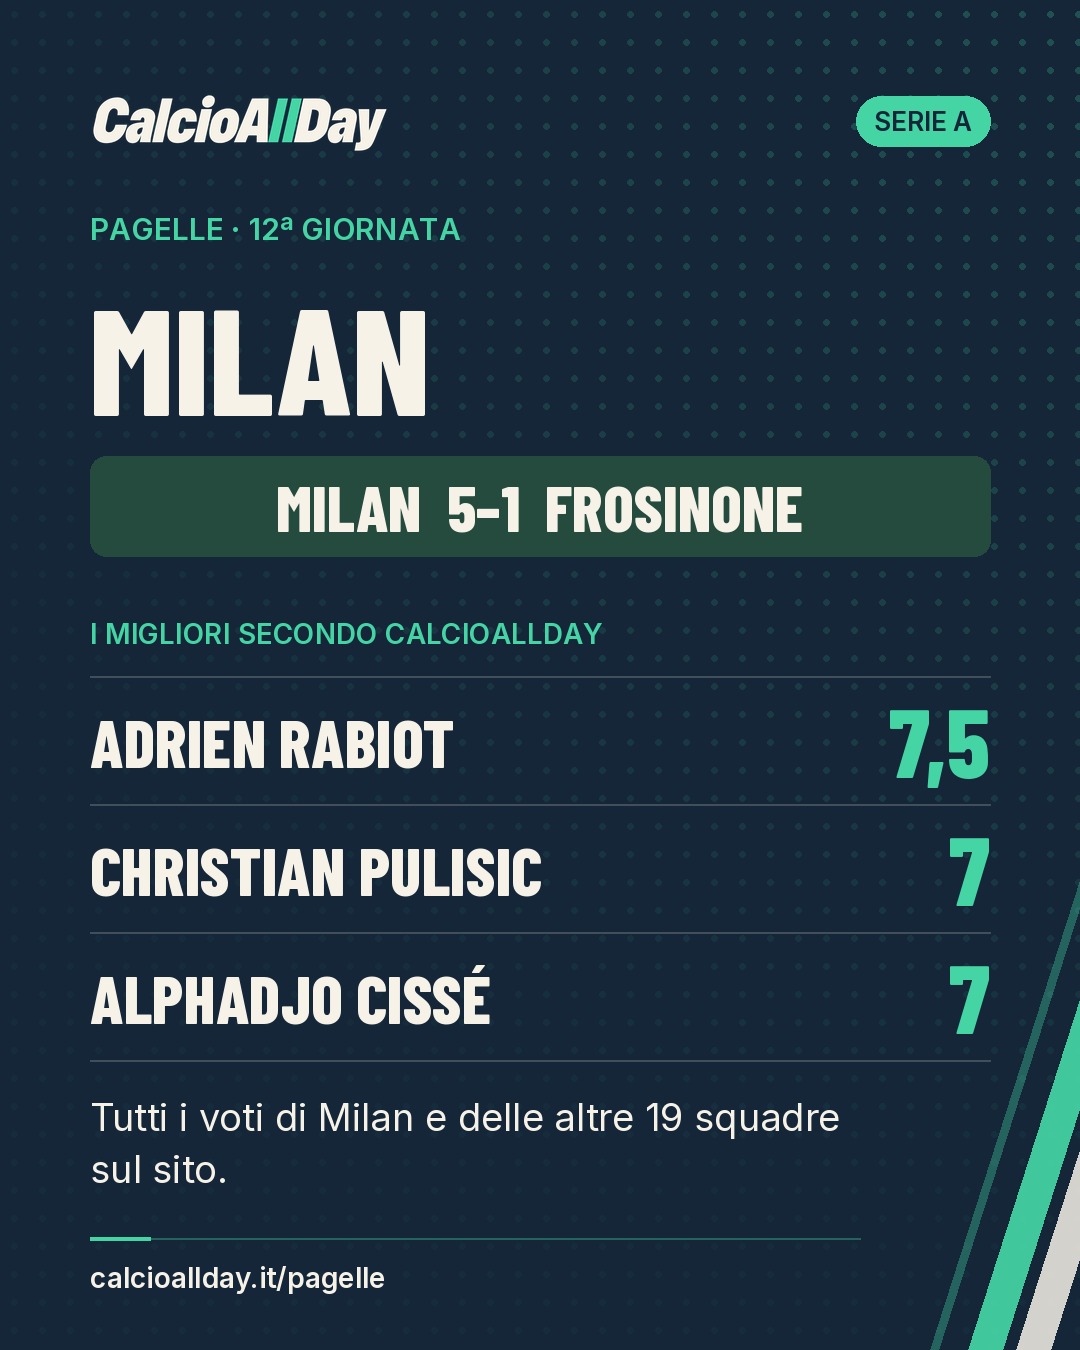 CalcioAllDay
SERIE A
PAGELLE · 12ª GIORNATA
MILAN
MILAN 5–1 FROSINONE
I MIGLIORI SECONDO CALCIOALLDAY
ADRIEN RABIOT 7,5
CHRISTIAN PULISIC 7
ALPHADJO CISSÉ 7
Tutti i voti di Milan e delle altre 19 squadre
sul sito.
calcioallday.it/pagelle